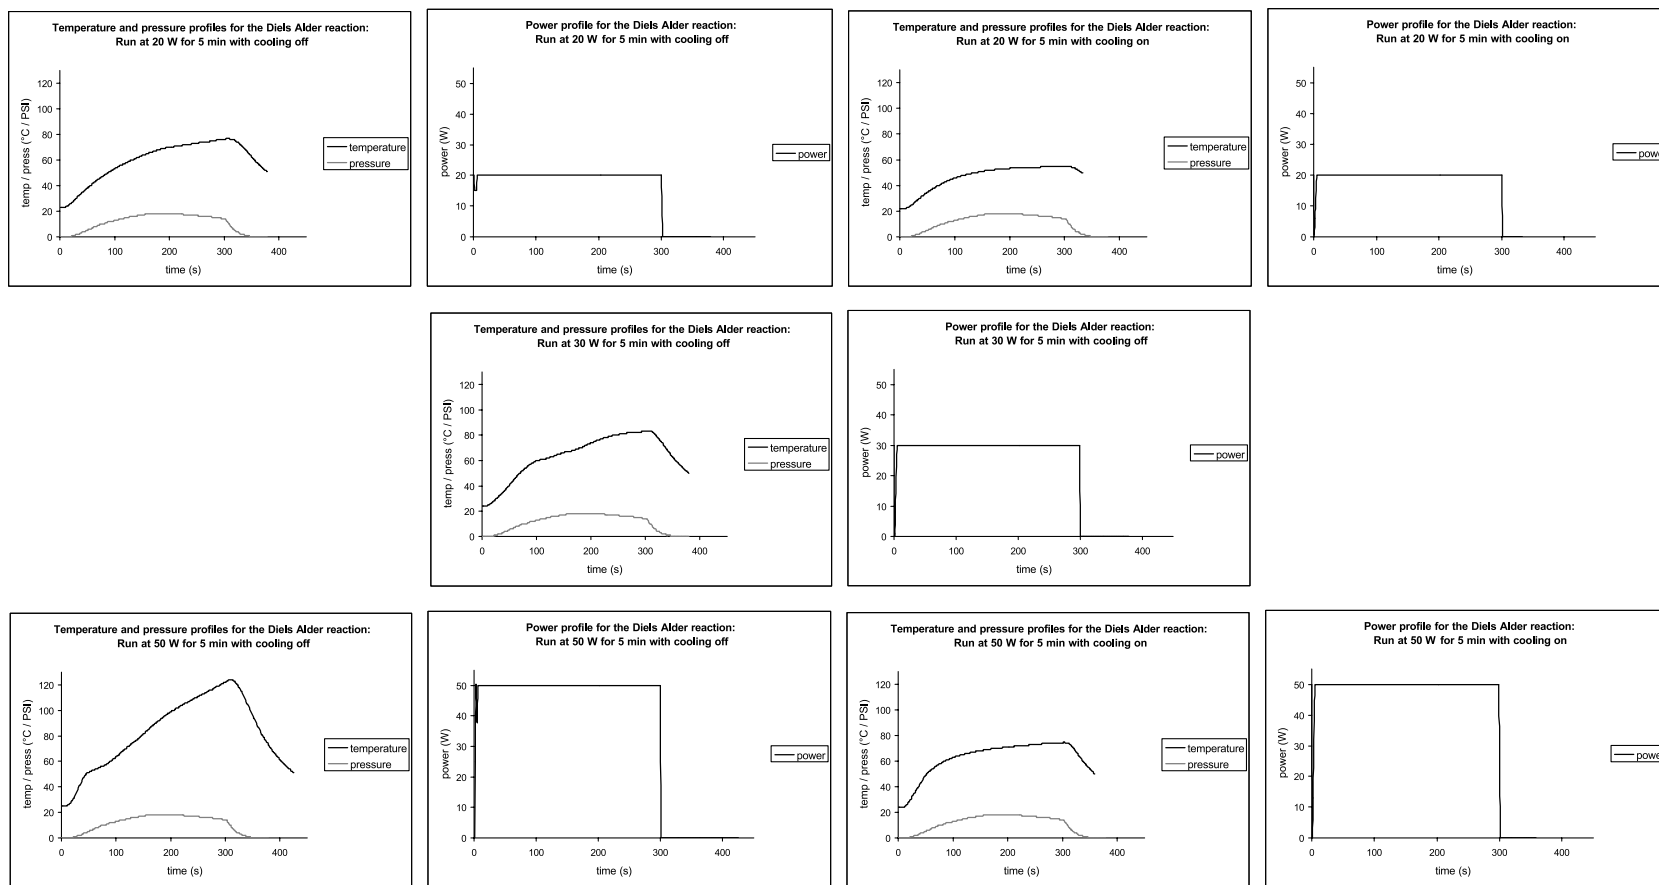 Temperature and pressure profiles for the Diels Alder reaction:
Run at 20 W for 5 min with cooling off
temp / press (°C / PSI)
120
100
80
60
40
20
0
0 100 200 300 400
time (s)
temperature
pressure
Power profile for the Diels Alder reaction:
Run at 20 W for 5 min with cooling off
power (W)
50
40
30
20
10
0
0 100 200 300 400
time (s)
power
Temperature and pressure profiles for the Diels Alder reaction:
Run at 20 W for 5 min with cooling on
temp / press (°C / PSI)
120
100
80
60
40
20
0
0 100 200 300 400
time (s)
temperature
pressure
Power profile for the Diels Alder reaction:
Run at 20 W for 5 min with cooling on
power (W)
50
40
30
20
10
0
0 100 200 300 400
time (s)
power
Temperature and pressure profiles for the Diels Alder reaction:
Run at 30 W for 5 min with cooling off
temp / press (°C / PSI)
120
100
80
60
40
20
0
0 100 200 300 400
time (s)
temperature
pressure
Power profile for the Diels Alder reaction:
Run at 30 W for 5 min with cooling off
power (W)
50
40
30
20
10
0
0 100 200 300 400
time (s)
power
Temperature and pressure profiles for the Diels Alder reaction:
Run at 50 W for 5 min with cooling off
temp / press (°C / PSI)
120
100
80
60
40
20
0
0 100 200 300 400
time (s)
temperature
pressure
Power profile for the Diels Alder reaction:
Run at 50 W for 5 min with cooling off
power (W)
50
40
30
20
10
0
0 100 200 300 400
time (s)
power
Temperature and pressure profiles for the Diels Alder reaction:
Run at 50 W for 5 min with cooling on
temp / press (°C / PSI)
120
100
80
60
40
20
0
0 100 200 300 400
time (s)
temperature
pressure
Power profile for the Diels Alder reaction:
Run at 50 W for 5 min with cooling on
power (W)
50
40
30
20
10
0
0 100 200 300 400
time (s)
power